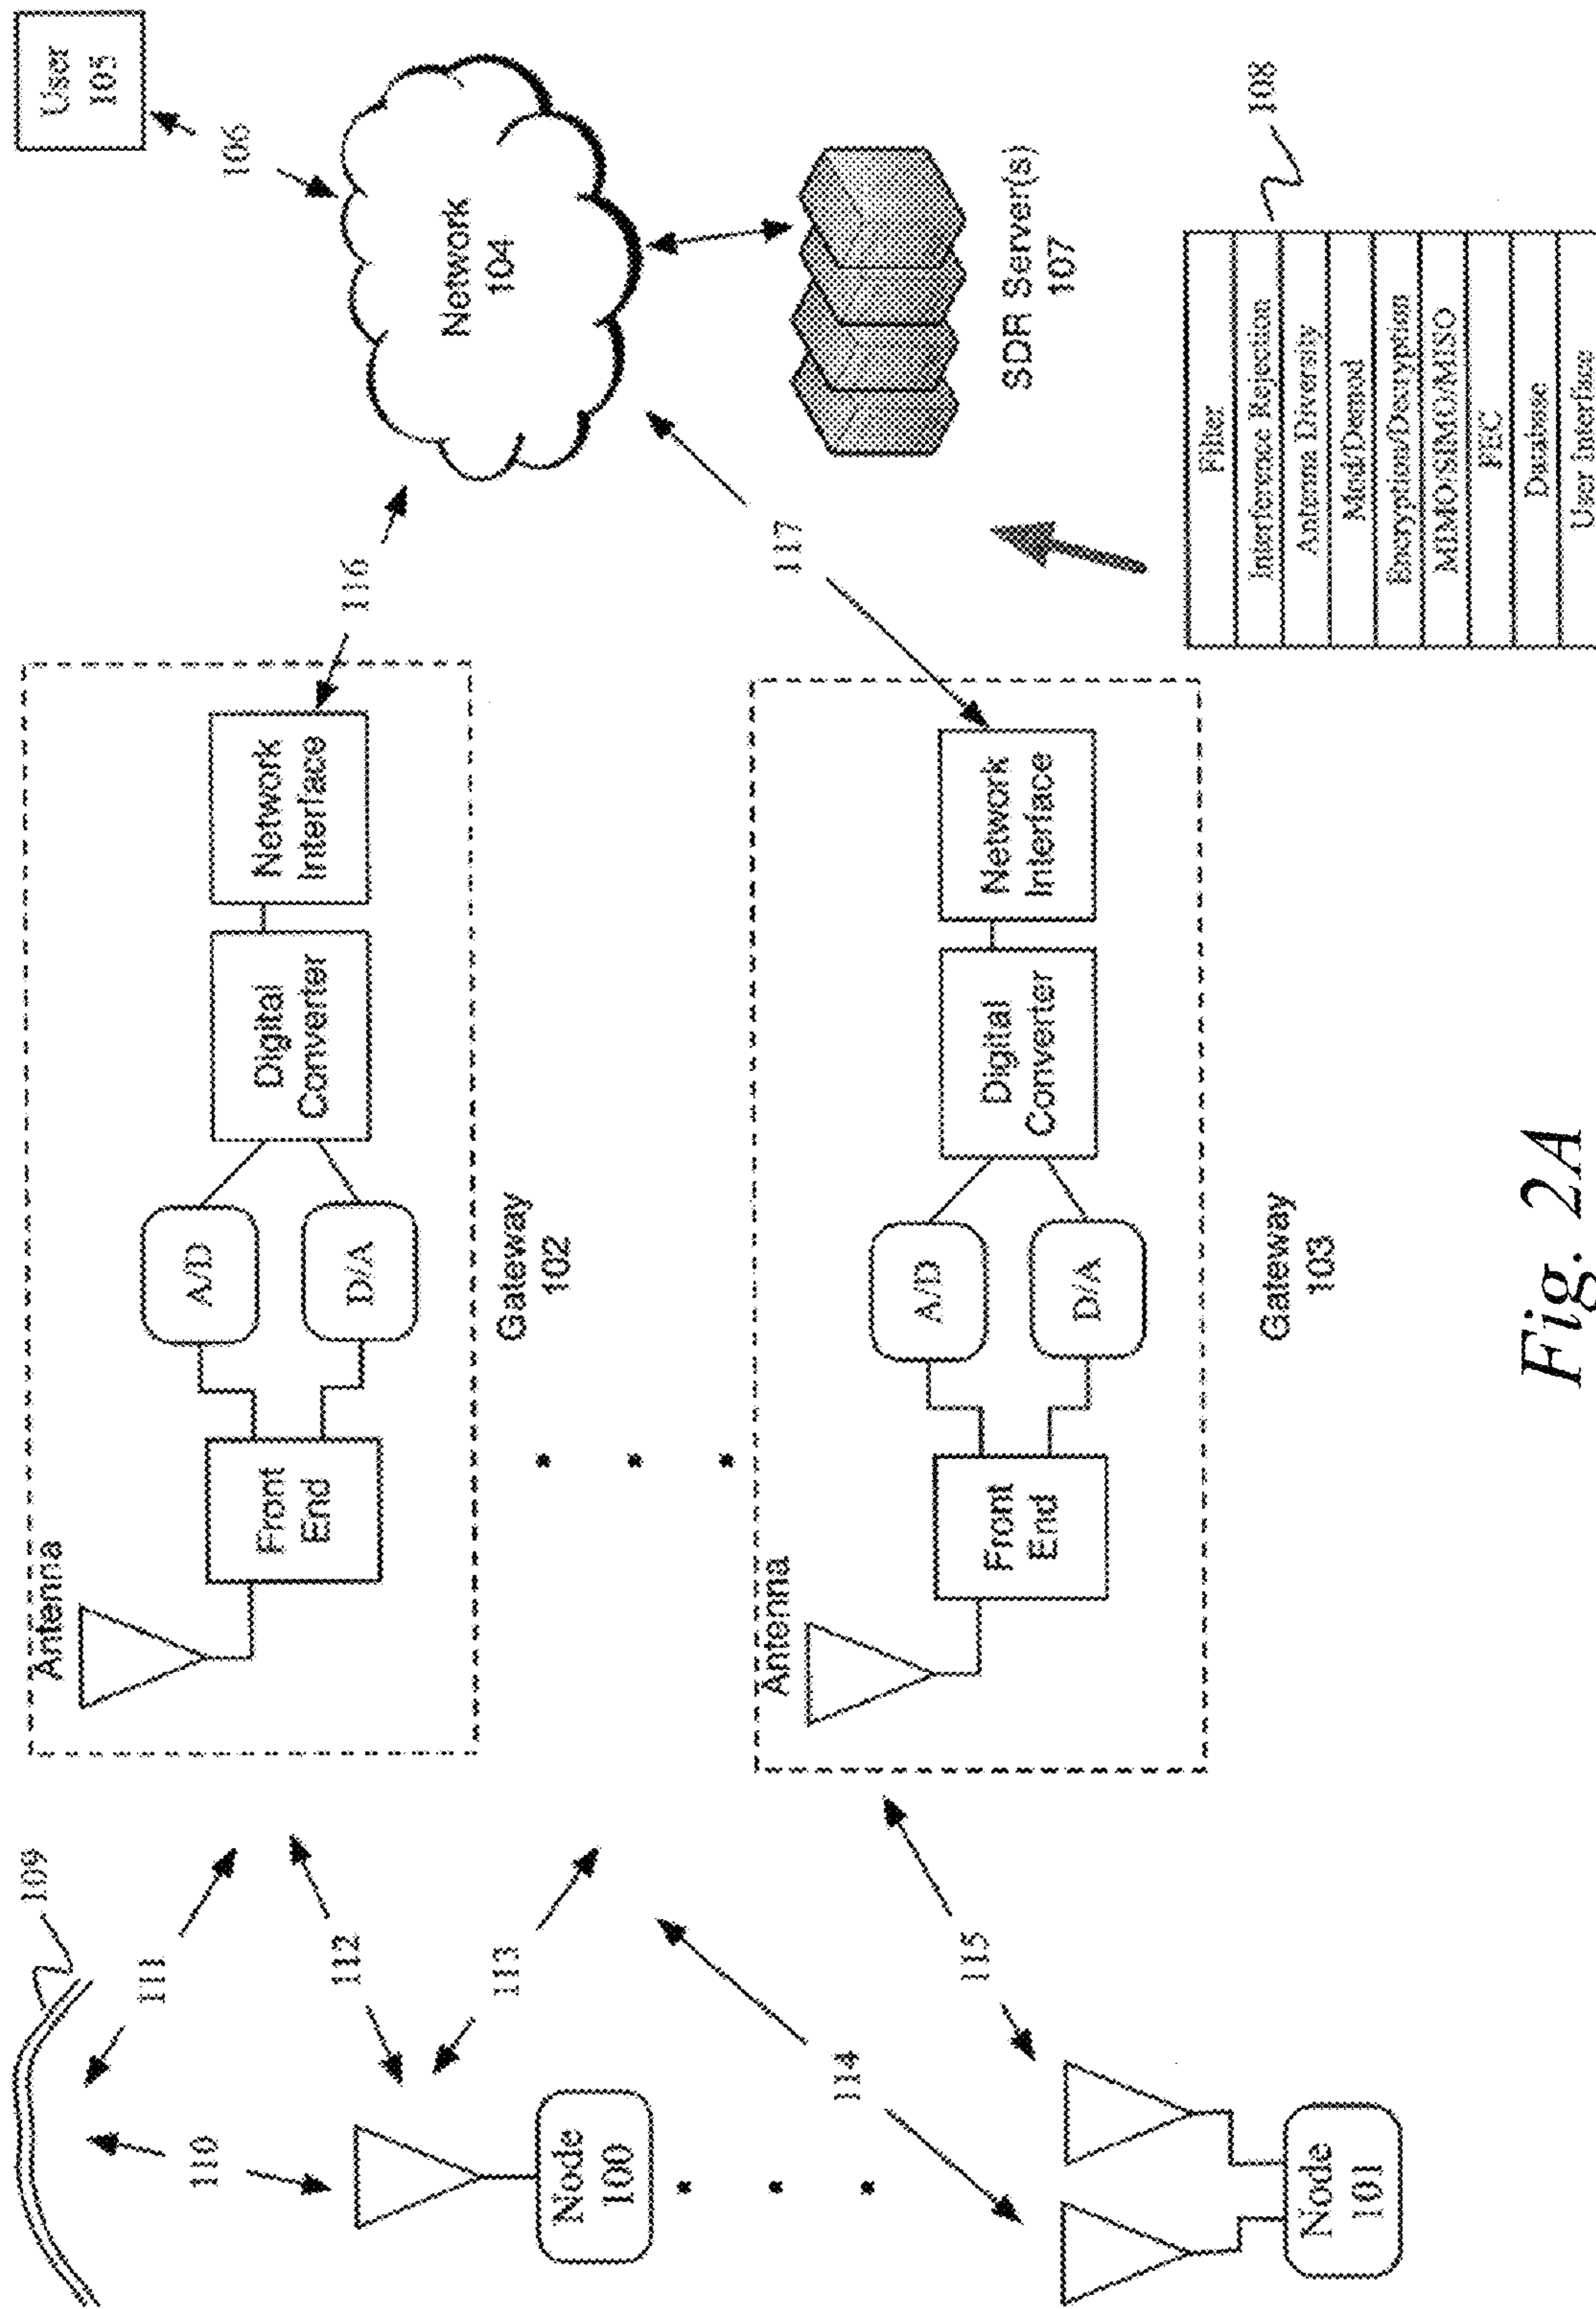 109
111
110
112
113
Node
100
114
115
Node
101
Antenna
Front
End
A/D
D/A
Digital
Converter
Network
Interface
Gateway
102
Antenna
Front
End
A/D
D/A
Digital
Converter
Network
Interface
Gateway
103
116
117
Network
104
106
User
105
SDR Server(s)
107
108
Filter
Interference Rejection
Antenna Diversity
Mod/Demod
Encryption/Decryption
MIMO/SIMO/MISO
FEC
Database
User Interface
Fig. 2A